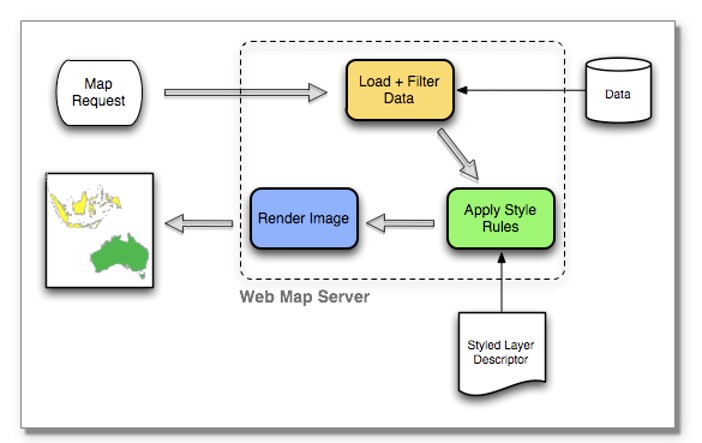 Map
Request
Load + Filter
Data
Data
Render Image
Apply Style
Rules
Web Map Server
Styled Layer
Descriptor